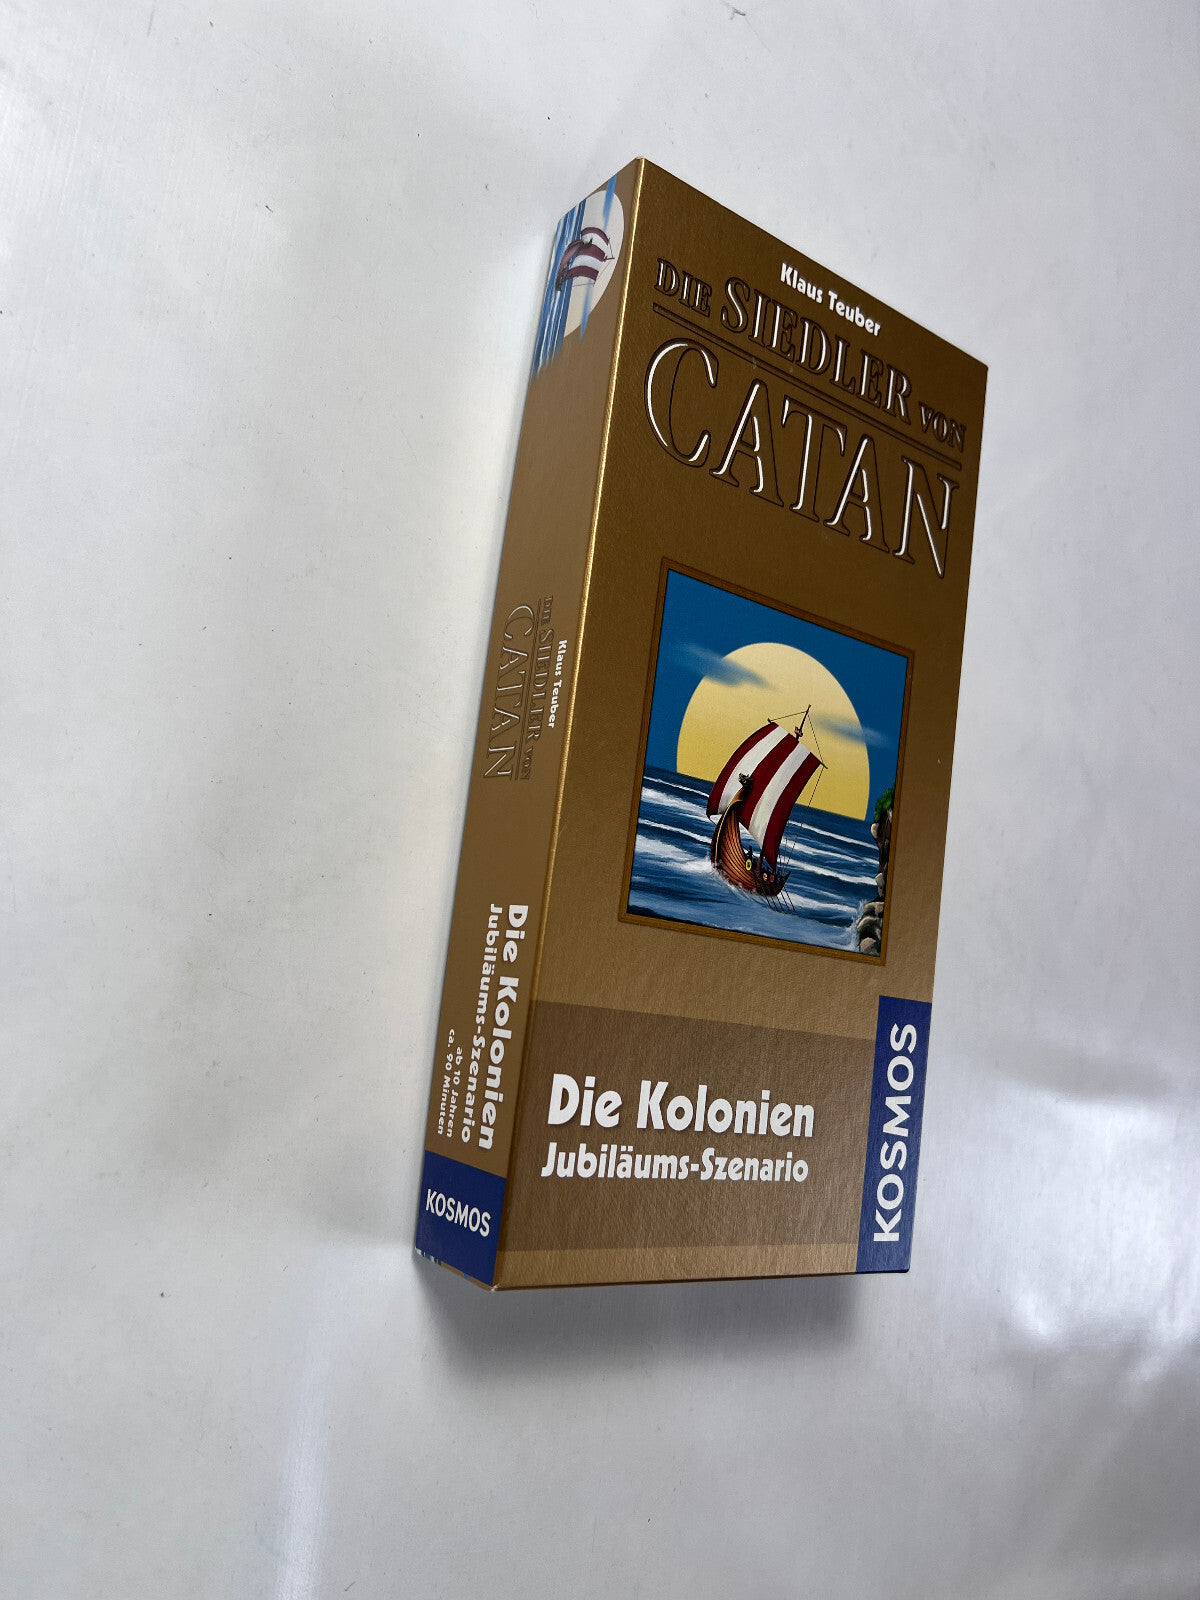 Klaus Teuber
DIE SIEDLER VON
CATAN
Die Kolonien
Jubiläums-Szenario
KOSMOS
Klaus Teuber
DIE SIEDLER VON
CATAN
Die Kolonien
Jubiläums-Szenario
ab 10 Jahren
ca. 90 Minuten
KOSMOS